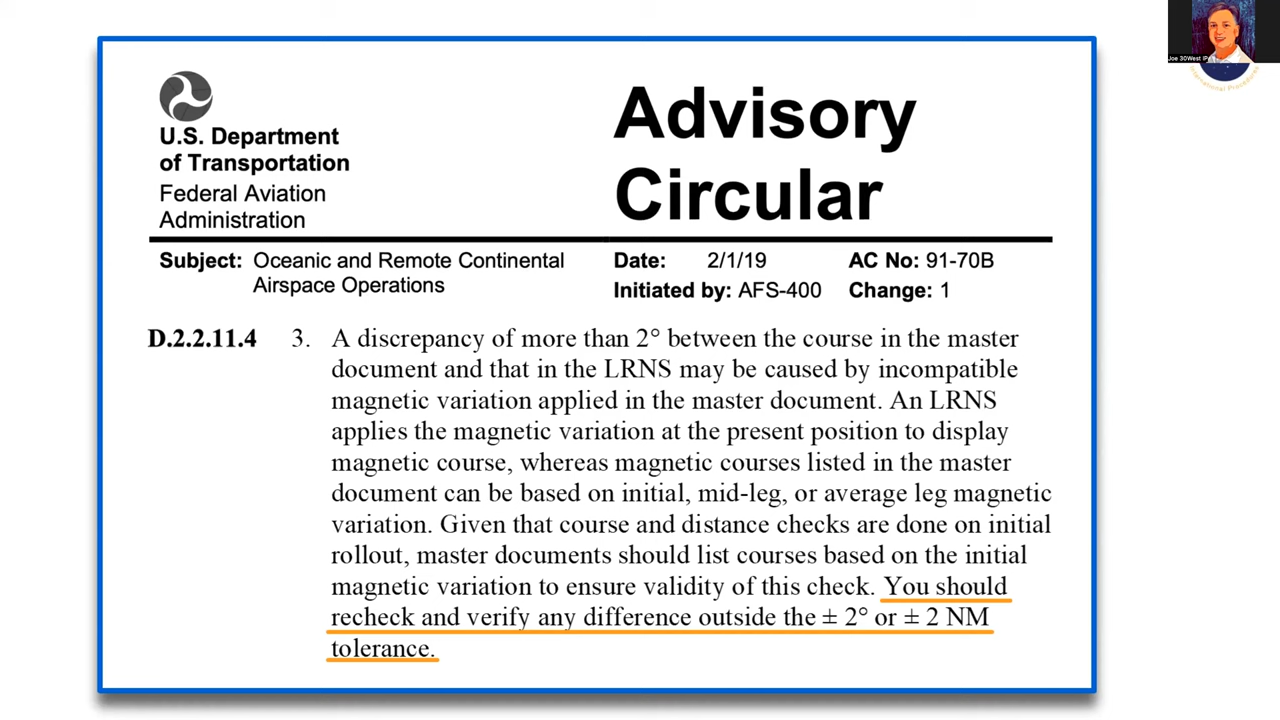 U.S. Department
of Transportation
Federal Aviation
Administration
Advisory
Circular
Subject: Oceanic and Remote Continental
Airspace Operations
Date: 2/1/19
Initiated by: AFS-400
AC No: 91-70B
Change: 1
D.2.2.11.4 3. A discrepancy of more than 2° between the course in the master
document and that in the LRNS may be caused by incompatible
magnetic variation applied in the master document. An LRNS
applies the magnetic variation at the present position to display
magnetic course, whereas magnetic courses listed in the master
document can be based on initial, mid-leg, or average leg magnetic
variation. Given that course and distance checks are done on initial
rollout, master documents should list courses based on the initial
magnetic variation to ensure validity of this check. You should
recheck and verify any difference outside the ± 2° or ± 2 NM
tolerance.
Joe 30West IP
International Procedures